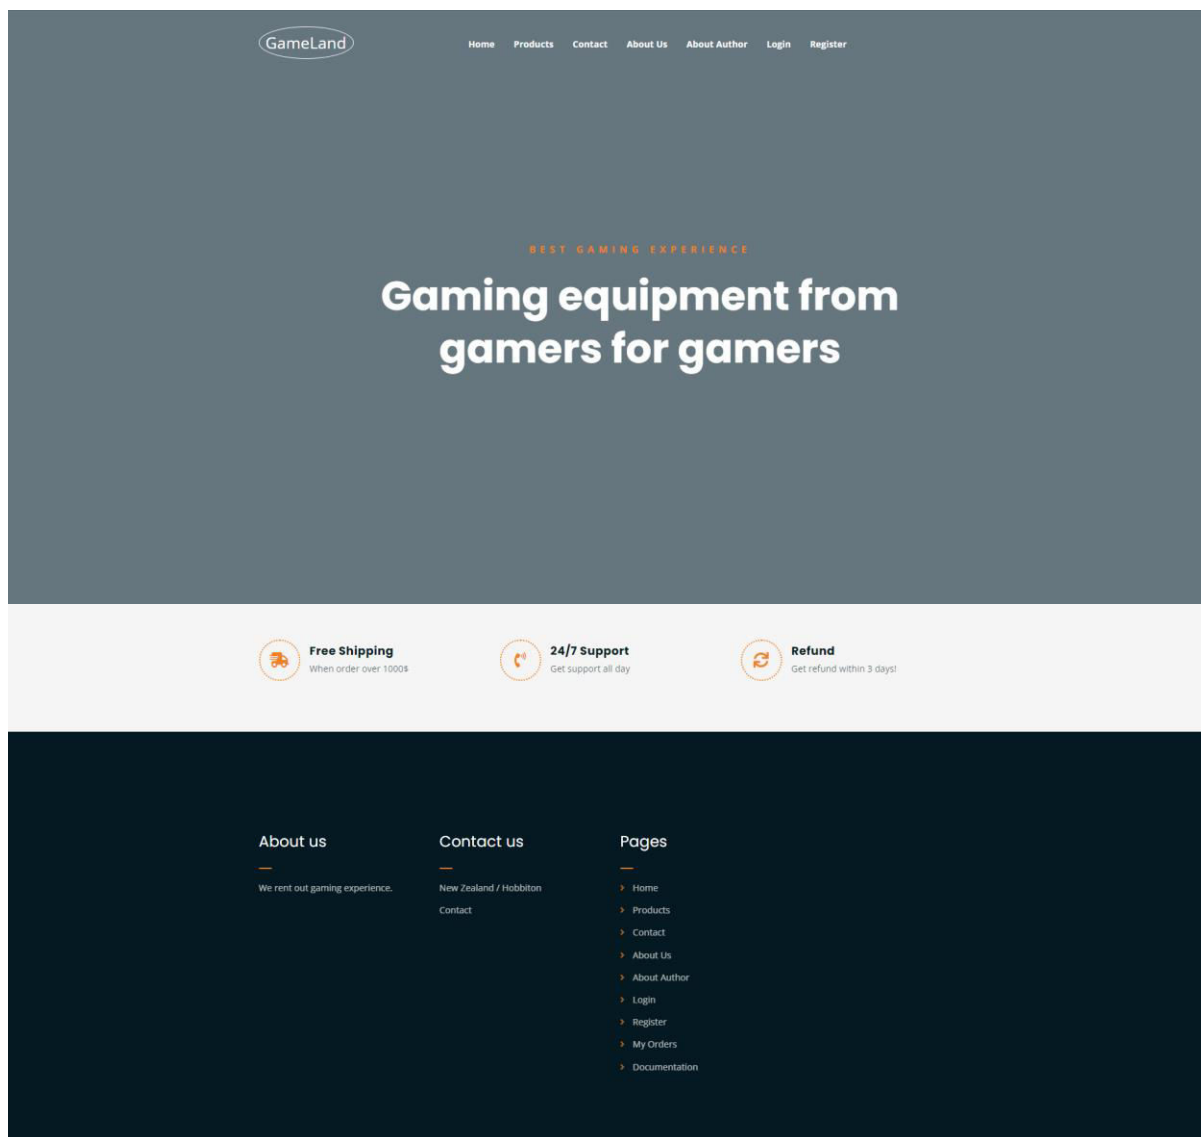 GameLand
Home Products Contact About Us About Author Login Register
BEST GAMING EXPERIENCE
Gaming equipment from
gamers for gamers
Free Shipping
When order over 1000$
24/7 Support
Get support all day
Refund
Get refund within 3 days!
About us
We rent out gaming experience.
Contact us
New Zealand / Hobbiton
Contact
Pages
Home
Products
Contact
About Us
About Author
Login
Register
My Orders
Documentation